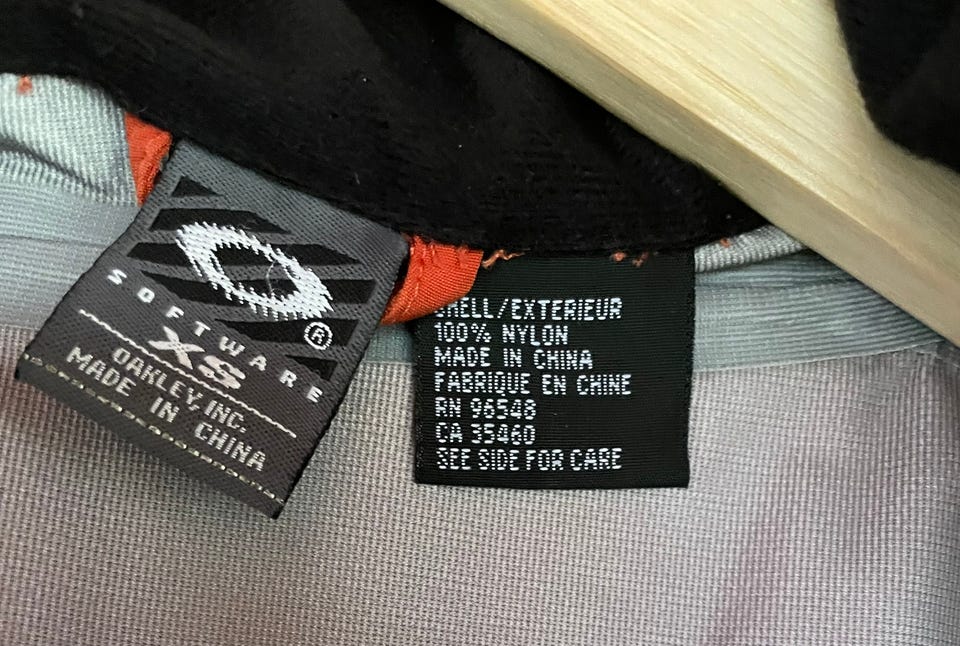 SOFTWARE
®
XS
OAKLEY, INC.
MADE IN CHINA
SHELL/EXTERIEUR
100% NYLON
MADE IN CHINA
FABRIQUE EN CHINE
RN 96548
CA 35460
SEE SIDE FOR CARE